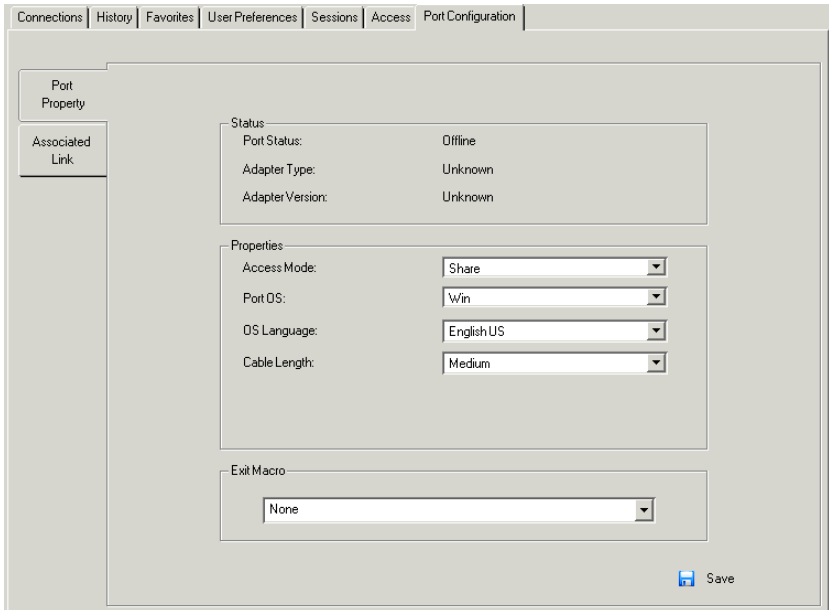 Connections History Favorites User Preferences Sessions Access Port Configuration
Port
Property
Associated
Link
Status
Port Status: Offline
Adapter Type: Unknown
Adapter Version: Unknown
Properties
Access Mode: Share
Port OS: Win
OS Language: English US
Cable Length: Medium
Exit Macro
None
Save